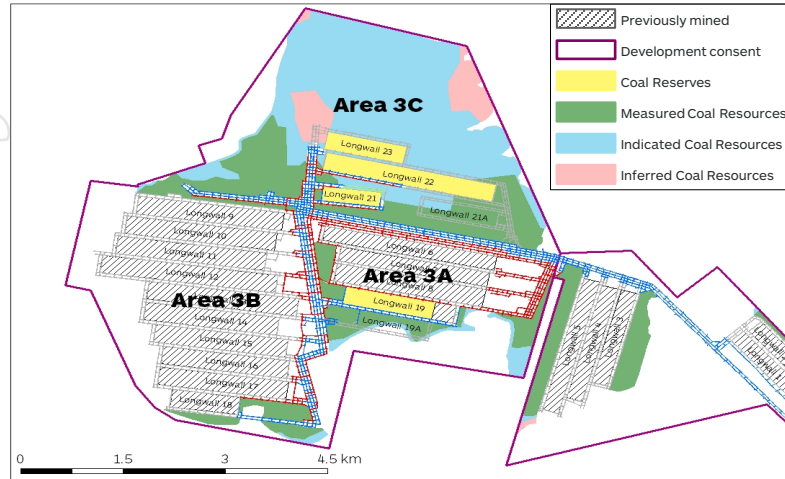 Previously mined
Development consent
Coal Reserves
Measured Coal Resources
Indicated Coal Resources
Inferred Coal Resources
Area 3C
Longwall 23
Longwall 22
Longwall 21
Longwall 21A
Longwall 9
Longwall 10
Longwall 11
Longwall 12
Longwall 6
Area 3A
8
Area 3B
Longwall 19
Longwall 19A
14
Longwall 15
Longwall 16
Longwall 17
Longwall 18
Longwall 5
Longwall 4
Longwall 3
0
1.5
3
4.5 km